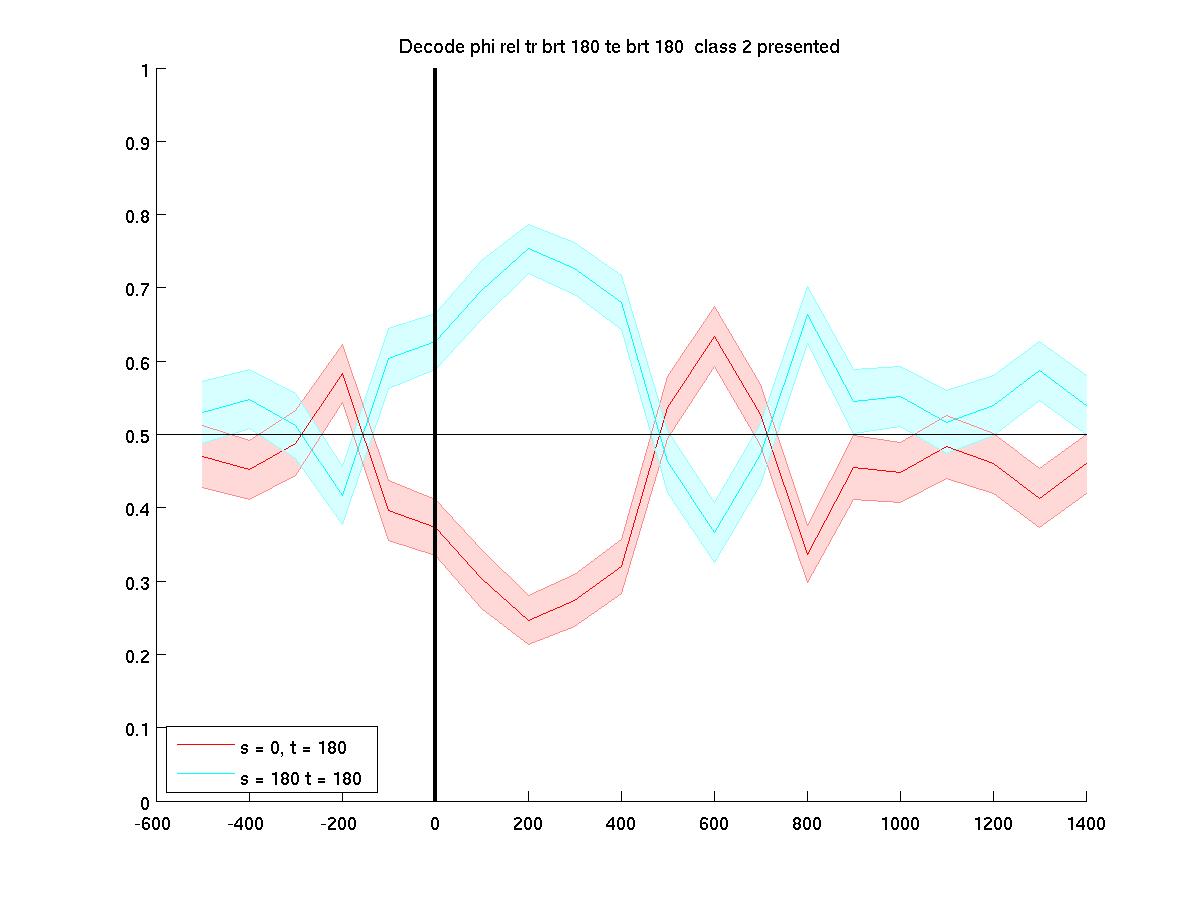 Decode phi rel tr brt 180 te brt 180  class 2 presented
1
0.9
0.8
0.7
0.6
0.5
0.4
0.3
0.2
0.1
0
s = 0, t = 180
s = 180 t = 180
-600 -400 -200 0 200 400 600 800 1000 1200 1400